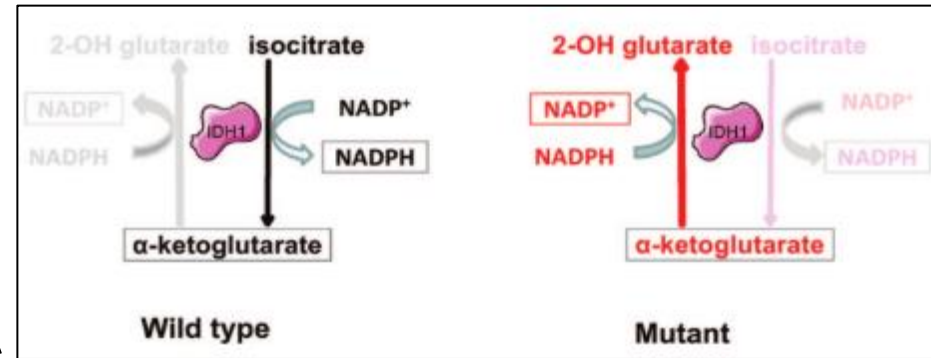 2-OH glutarate isocitrate
NADP⁺
IDH1
NADP⁺
NADPH
NADPH
α-ketoglutarate
Wild type
2-OH glutarate isocitrate
NADP⁺
IDH1
NADP⁺
NADPH
NADPH
α-ketoglutarate
Mutant